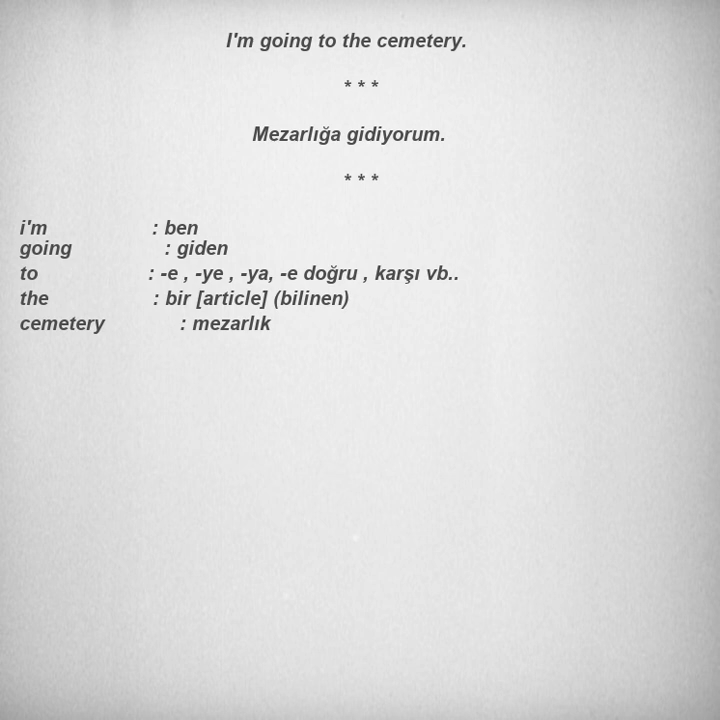 I'm going to the cemetery.
* * *
Mezarlığa gidiyorum.
* * *
i'm : ben
going : giden
to : -e , -ye , -ya, -e doğru , karşı vb..
the : bir [article] (bilinen)
cemetery : mezarlık